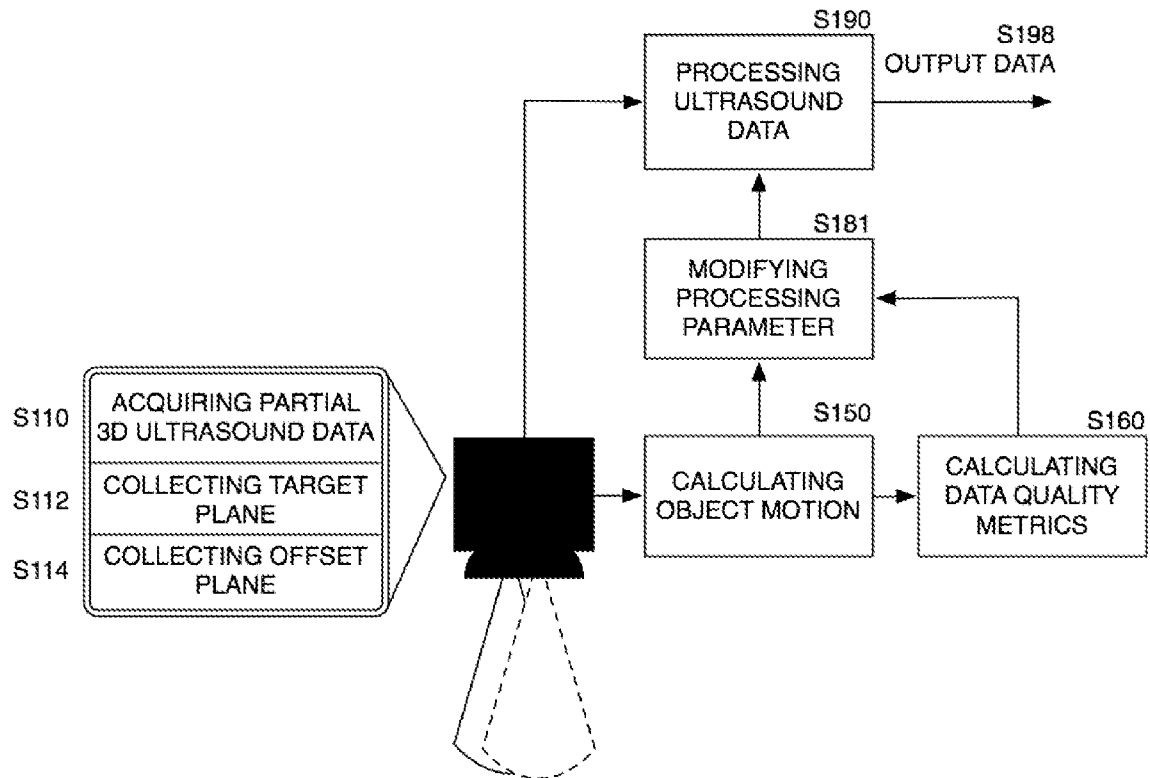 S190
PROCESSING
ULTRASOUND
DATA
S198
OUTPUT DATA
S181
MODIFYING
PROCESSING
PARAMETER
S110
ACQUIRING PARTIAL
3D ULTRASOUND DATA
S112
COLLECTING TARGET
PLANE
S114
COLLECTING OFFSET
PLANE
S150
CALCULATING
OBJECT MOTION
S160
CALCULATING
DATA QUALITY
METRICS